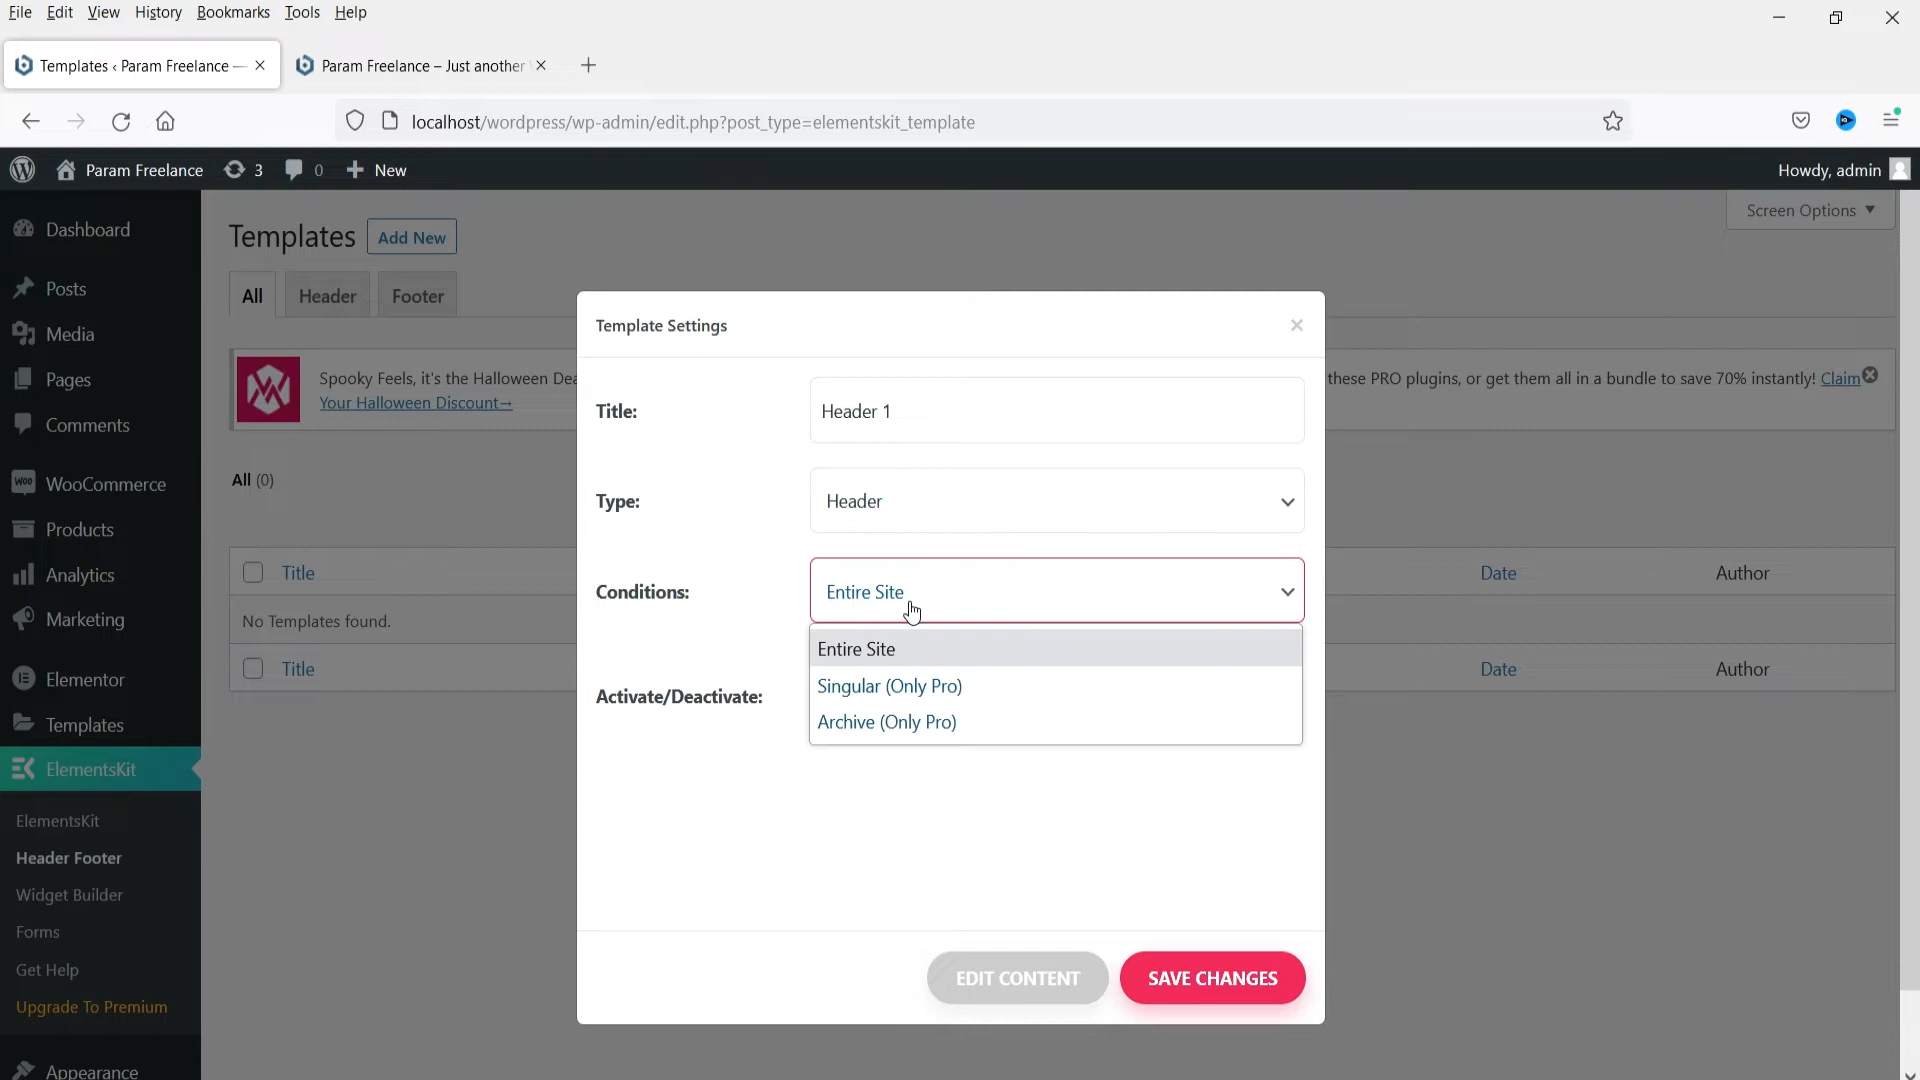 File Edit View History Bookmarks Tools Help
Templates ‹ Param Freelance —
Param Freelance – Just another
localhost/wordpress/wp-admin/edit.php?post_type=elementskit_template
Param Freelance 3 0 New
Howdy, admin
Dashboard
Posts
Media
Pages
Comments
Woo WooCommerce
Products
Analytics
Marketing
Elementor
Templates
ElementsKit
ElementsKit
Header Footer
Widget Builder
Forms
Get Help
Upgrade To Premium
Appearance
Screen Options
Templates Add New
All Header Footer
Spooky Feels, it's the Halloween Dea
these PRO plugins, or get them all in a bundle to save 70% instantly! Claim
Your Halloween Discount→
All (0)
Title Date Author
No Templates found.
Title Date Author
Template Settings
Title: Header 1
Type: Header
Conditions: Entire Site
Entire Site
Singular (Only Pro)
Archive (Only Pro)
Activate/Deactivate:
EDIT CONTENT SAVE CHANGES